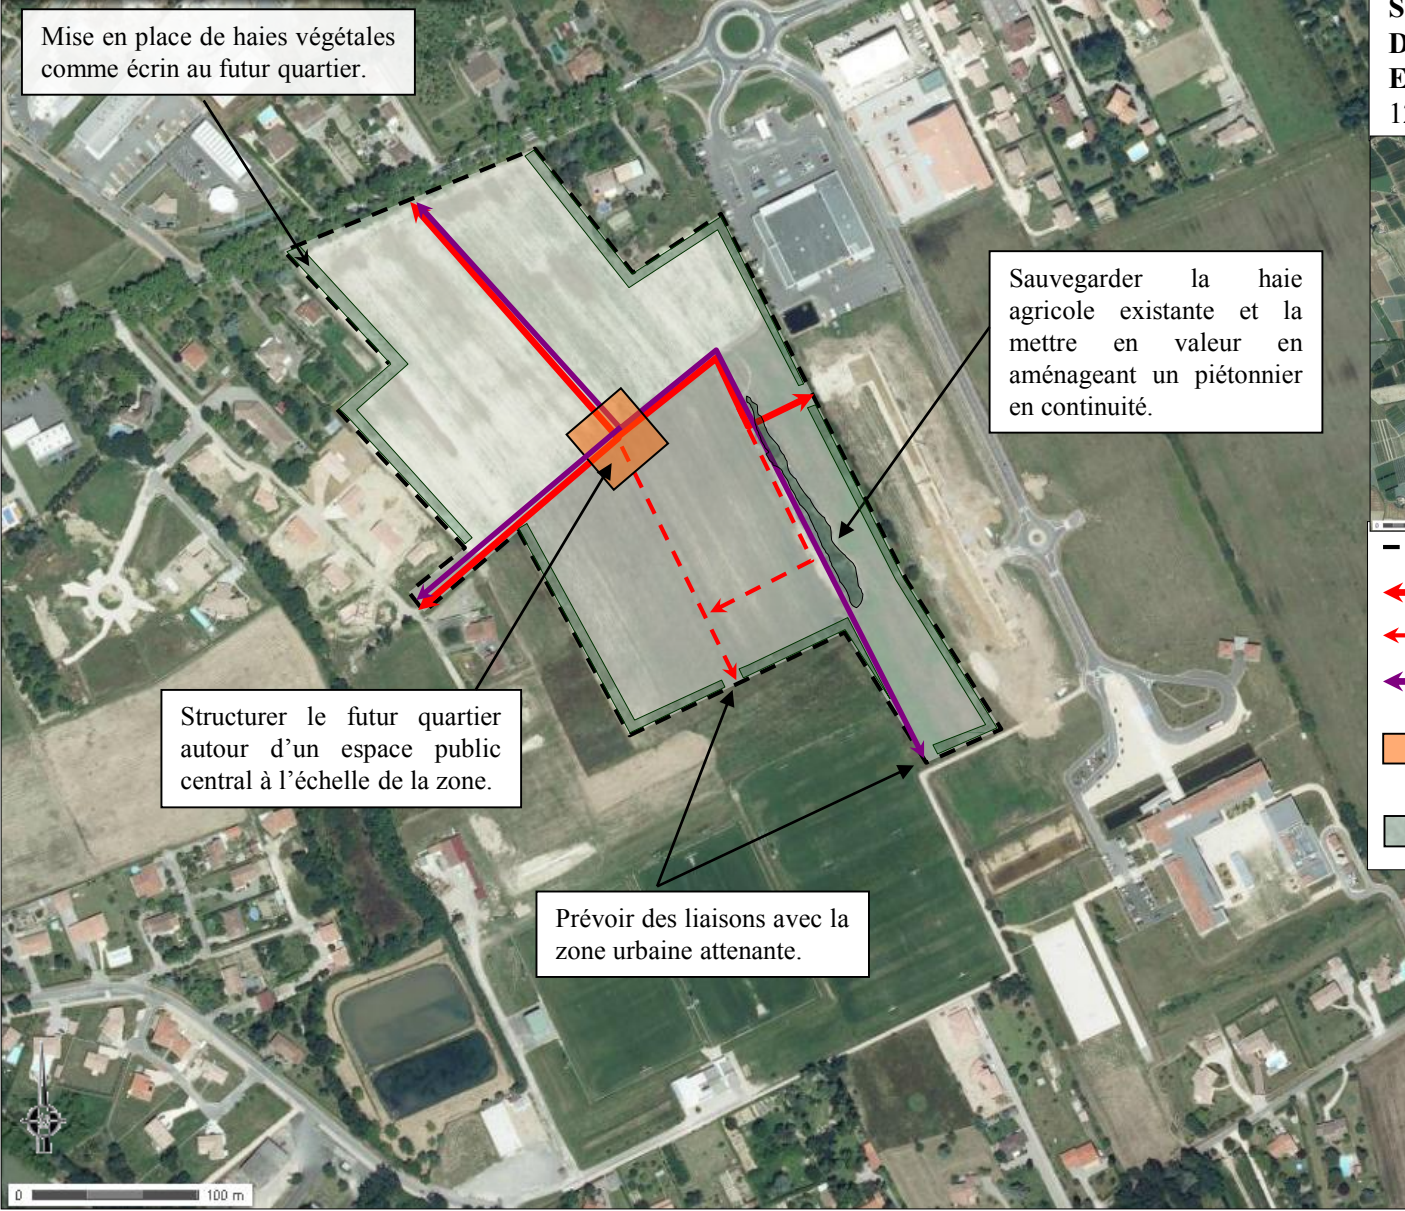 Mise en place de haies végétales
comme écrin au futur quartier.
S
D
E
Sauvegarder la haie
agricole existante et la
mettre en valeur en
aménageant un piétonnier
en continuité.
Structurer le futur quartier
autour d’un espace public
central à l’échelle de la zone.
Prévoir des liaisons avec la
zone urbaine attenante.
0 100 m